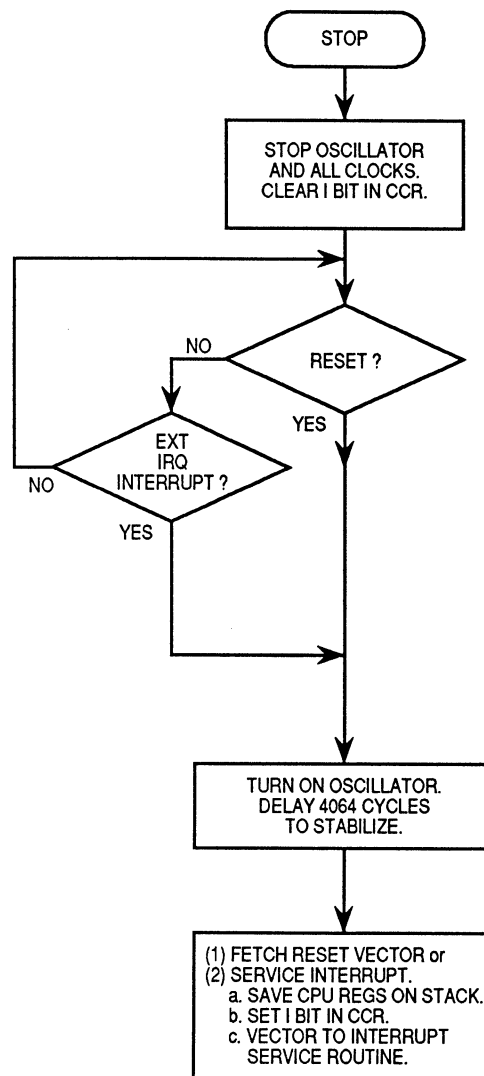 STOP
STOP OSCILLATOR
AND ALL CLOCKS.
CLEAR I BIT IN CCR.
NO
RESET ?
YES
EXT
IRQ
INTERRUPT ?
NO
YES
TURN ON OSCILLATOR.
DELAY 4064 CYCLES
TO STABILIZE.
(1) FETCH RESET VECTOR or
(2) SERVICE INTERRUPT.
a. SAVE CPU REGS ON STACK.
b. SET I BIT IN CCR.
c. VECTOR TO INTERRUPT
SERVICE ROUTINE.